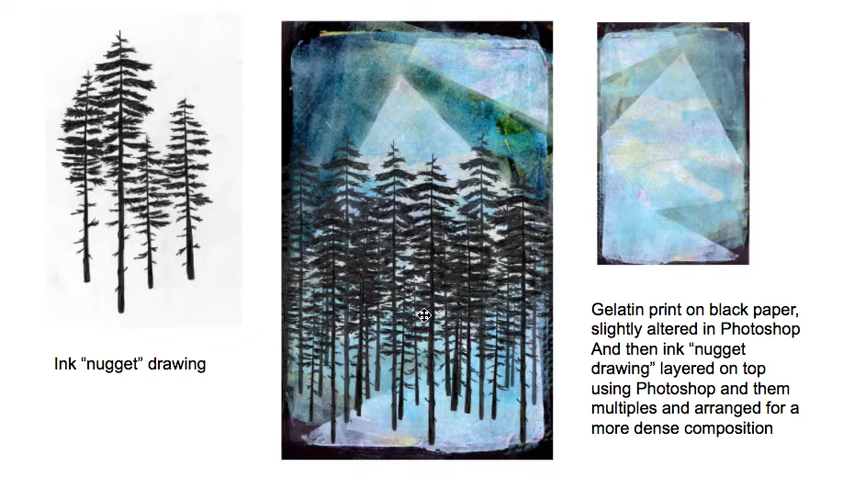 Ink “nugget” drawing
Gelatin print on black paper,
slightly altered in Photoshop
And then ink “nugget
drawing” layered on top
using Photoshop and them
multiples and arranged for a
more dense composition